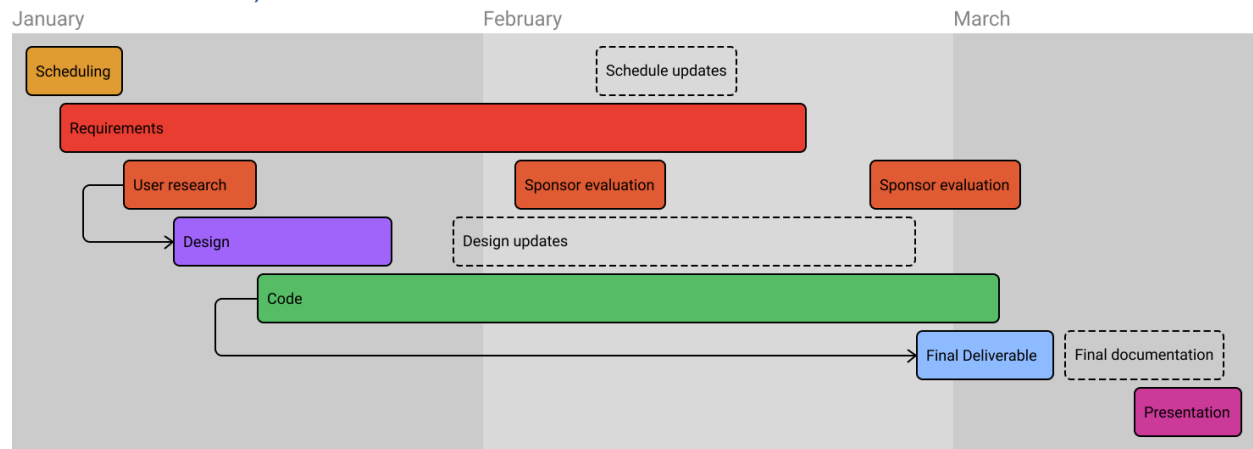 January
February
March
Scheduling
Schedule updates
Requirements
User research
Sponsor evaluation
Sponsor evaluation
Design
Design updates
Code
Final Deliverable
Final documentation
Presentation